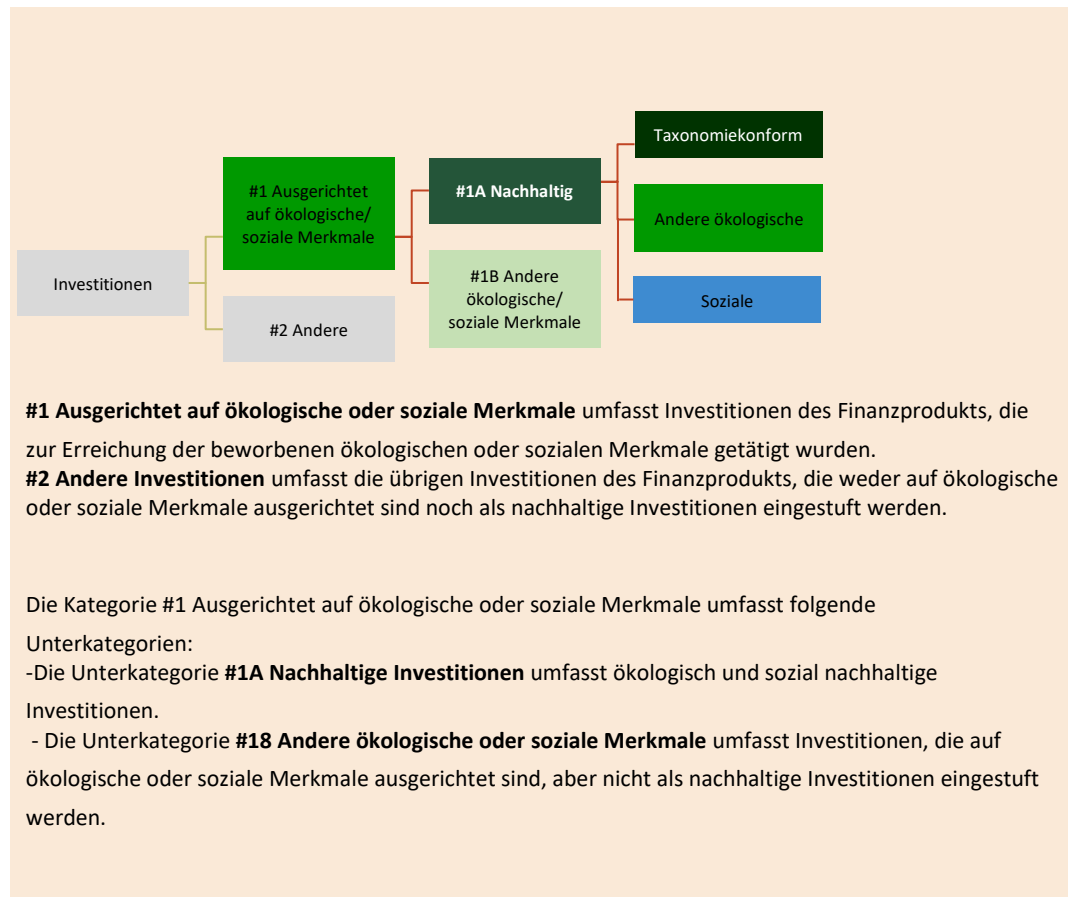 Taxonomiekonform
#1 Ausgerichtet
auf ökologische/
soziale Merkmale
#1A Nachhaltig
Andere ökologische
Investitionen
#1B Andere
ökologische/
soziale Merkmale
Soziale
#2 Andere
#1 Ausgerichtet auf ökologische oder soziale Merkmale umfasst Investitionen des Finanzprodukts, die
zur Erreichung der beworbenen ökologischen oder sozialen Merkmale getätigt wurden.
#2 Andere Investitionen umfasst die übrigen Investitionen des Finanzprodukts, die weder auf ökologische
oder soziale Merkmale ausgerichtet sind noch als nachhaltige Investitionen eingestuft werden.
Die Kategorie #1 Ausgerichtet auf ökologische oder soziale Merkmale umfasst folgende
Unterkategorien:
-Die Unterkategorie #1A Nachhaltige Investitionen umfasst ökologisch und sozial nachhaltige
Investitionen.
- Die Unterkategorie #18 Andere ökologische oder soziale Merkmale umfasst Investitionen, die auf
ökologische oder soziale Merkmale ausgerichtet sind, aber nicht als nachhaltige Investitionen eingestuft
werden.